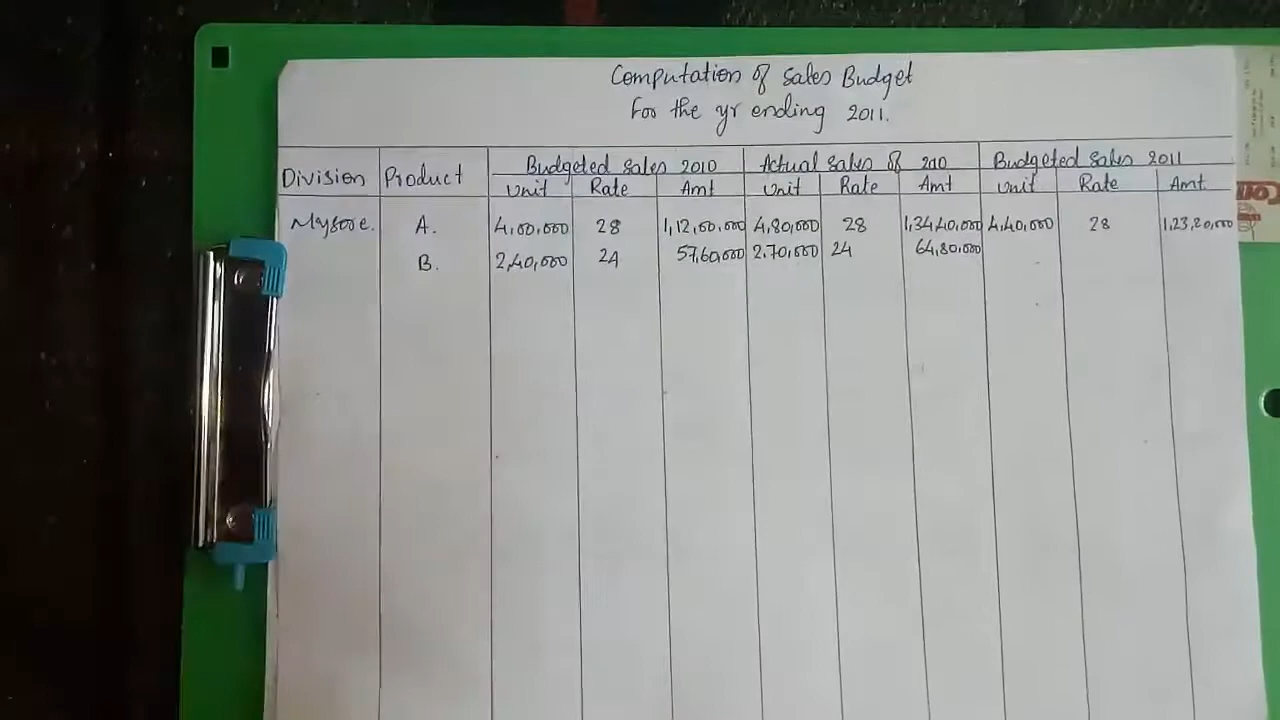 Computation of Sales Budget
For the yr ending 2011.
Division Product Budgeted Sales 2010 Actual Sales of 2010 Budgeted Sales 2011
Unit Rate Amt Unit Rate Amt Unit Rate Amt
Mysore. A. 4,00,000 28 1,12,00,000 4,80,000 28 1,34,40,000 4,40,000 28 1,23,20,000
B. 2,40,000 24 57,60,000 2,70,000 24 64,80,000